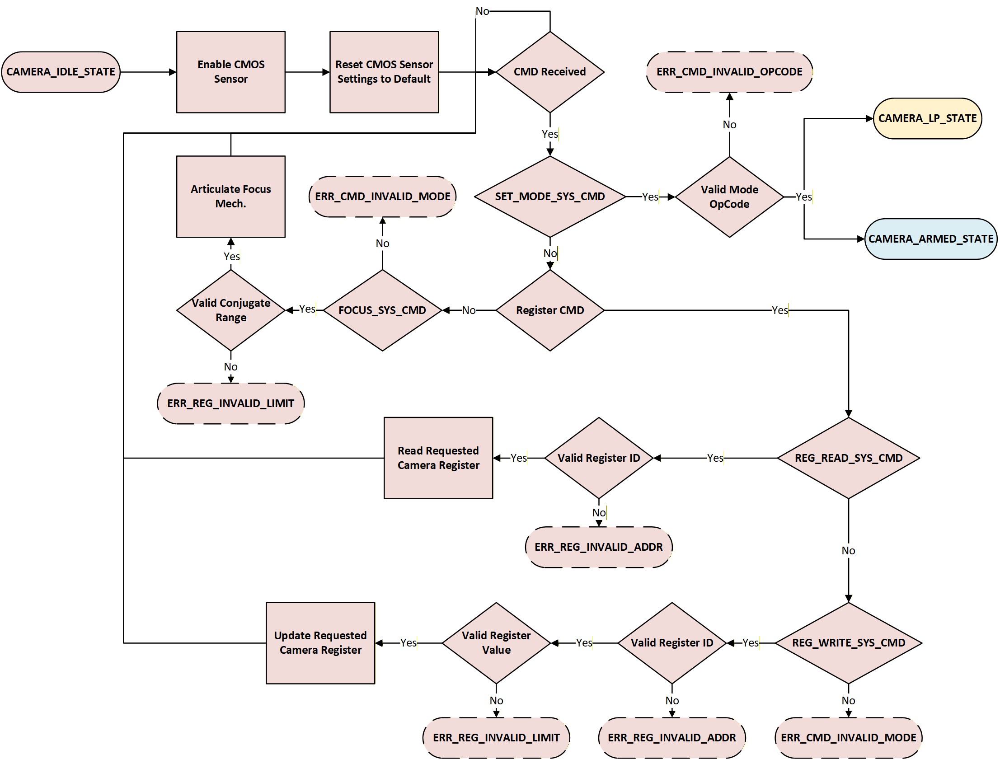 No
CAMERA_IDLE_STATE
Enable CMOS
Sensor
Reset CMOS Sensor
Settings to Default
CMD Received
ERR_CMD_INVALID_OPCODE
No
Yes
CAMERA_LP_STATE
Articulate Focus
Mech.
ERR_CMD_INVALID_MODE
SET_MODE_SYS_CMD
Yes
Valid Mode
OpCode
Yes
CAMERA_ARMED_STATE
Yes
No
No
Valid Conjugate
Range
Yes
FOCUS_SYS_CMD
No
Register CMD
Yes
No
ERR_REG_INVALID_LIMIT
Read Requested
Camera Register
Yes
Valid Register ID
Yes
REG_READ_SYS_CMD
No
ERR_REG_INVALID_ADDR
No
Update Requested
Camera Register
Yes
Valid Register
Value
Yes
Valid Register ID
Yes
REG_WRITE_SYS_CMD
No
No
No
ERR_REG_INVALID_LIMIT
ERR_REG_INVALID_ADDR
ERR_CMD_INVALID_MODE